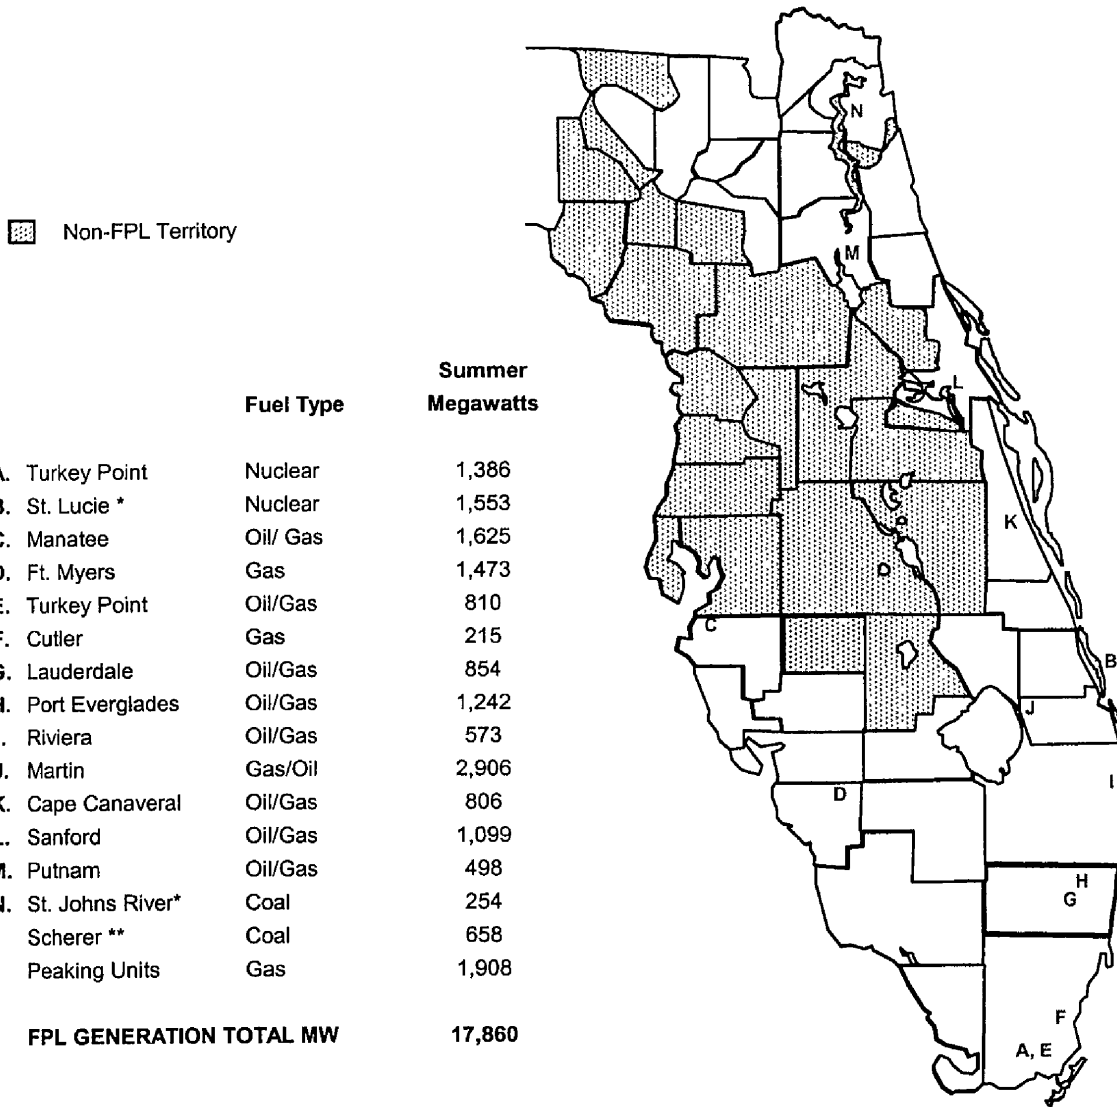 Non-FPL Territory
Summer
Fuel Type Megawatts
A. Turkey Point Nuclear 1,386
B. St. Lucie * Nuclear 1,553
C. Manatee Oil/ Gas 1,625
D. Ft. Myers Gas 1,473
E. Turkey Point Oil/Gas 810
F. Cutler Gas 215
G. Lauderdale Oil/Gas 854
H. Port Everglades Oil/Gas 1,242
. Riviera Oil/Gas 573
J. Martin Gas/Oil 2,906
K. Cape Canaveral Oil/Gas 806
L. Sanford Oil/Gas 1,099
M. Putnam Oil/Gas 498
N. St. Johns River* Coal 254
Scherer ** Coal 658
Peaking Units Gas 1,908
FPL GENERATION TOTAL MW 17,860
N
M
L
K
D
C
B
J
D
I
H
G
F
A, E